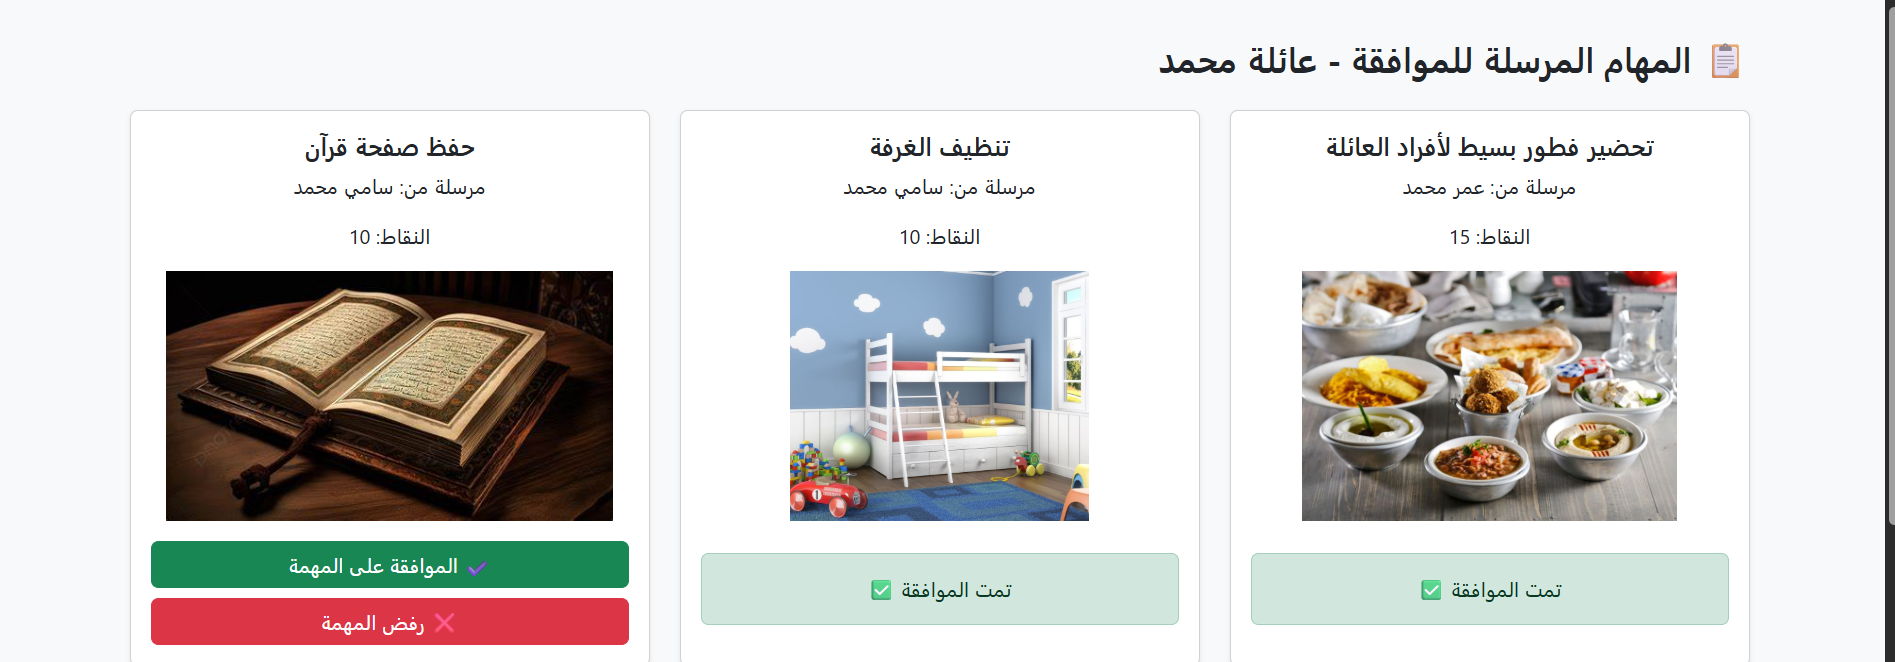 📋 المهام المرسلة للموافقة - عائلة محمد
تحضير فطور بسيط لأفراد العائلة
مرسلة من: عمر محمد
النقاط: 15
تمت الموافقة ✅
تنظيف الغرفة
مرسلة من: سامي محمد
النقاط: 10
تمت الموافقة ✅
حفظ صفحة قرآن
مرسلة من: سامي محمد
النقاط: 10
✔ الموافقة على المهمة
❌ رفض المهمة